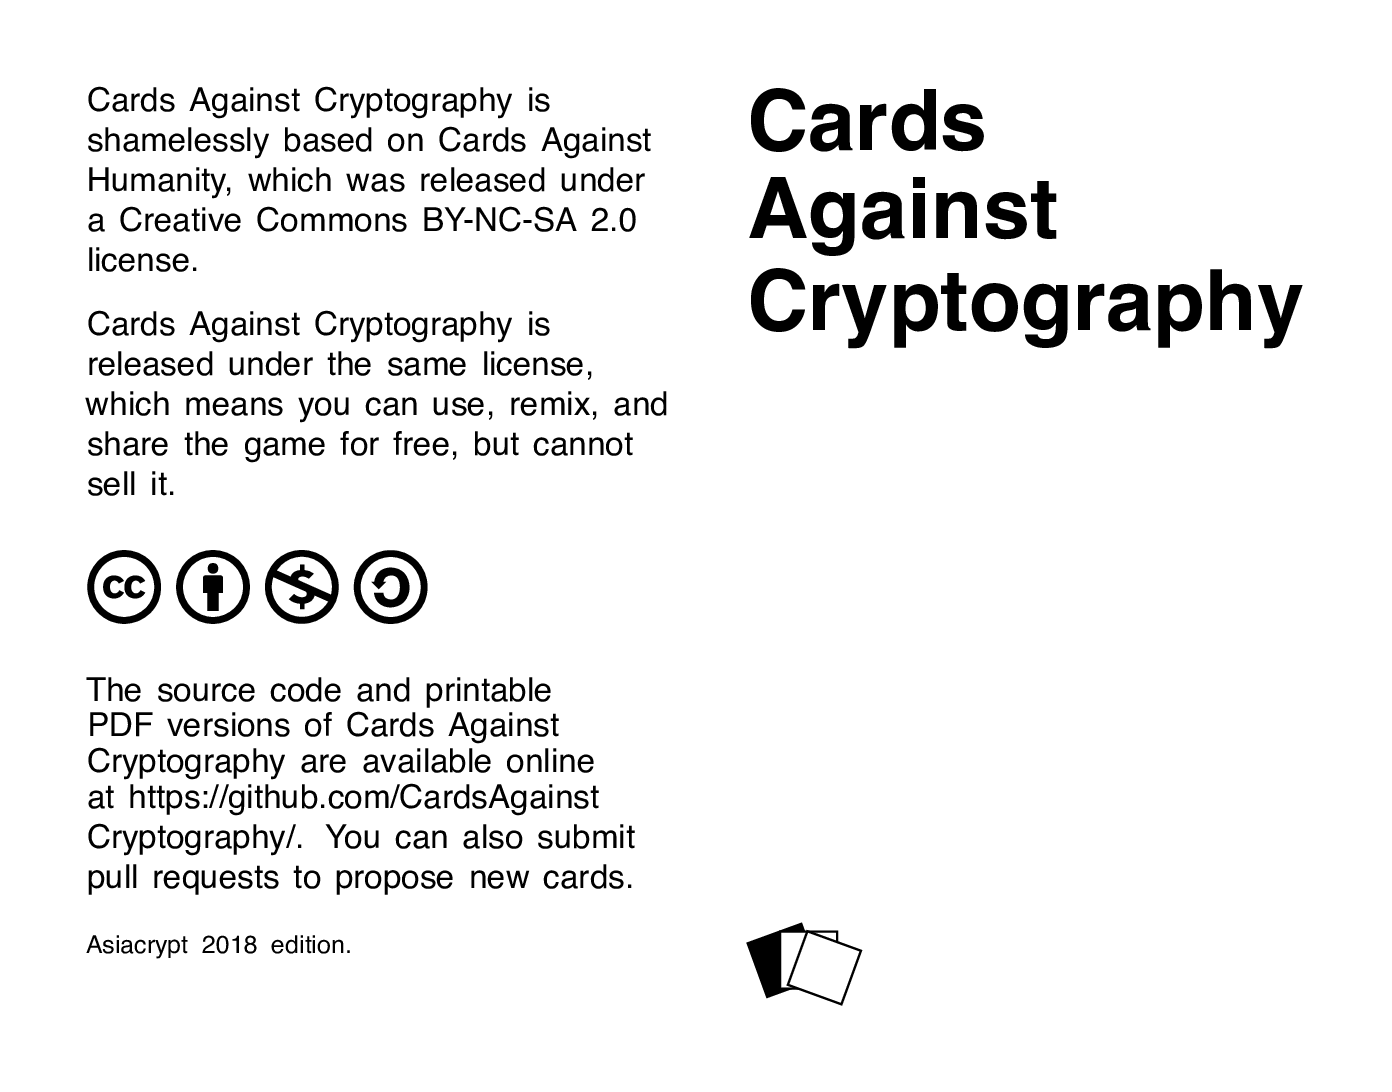 Cards Against Cryptography is
shamelessly based on Cards Against
Humanity, which was released under
a Creative Commons BY-NC-SA 2.0
license.
Cards Against Cryptography is
released under the same license,
which means you can use, remix, and
share the game for free, but cannot
sell it.
cc
The source code and printable
PDF versions of Cards Against
Cryptography are available online
at https://github.com/CardsAgainst
Cryptography/. You can also submit
pull requests to propose new cards.
Asiacrypt 2018 edition.
Cards
Against
Cryptography